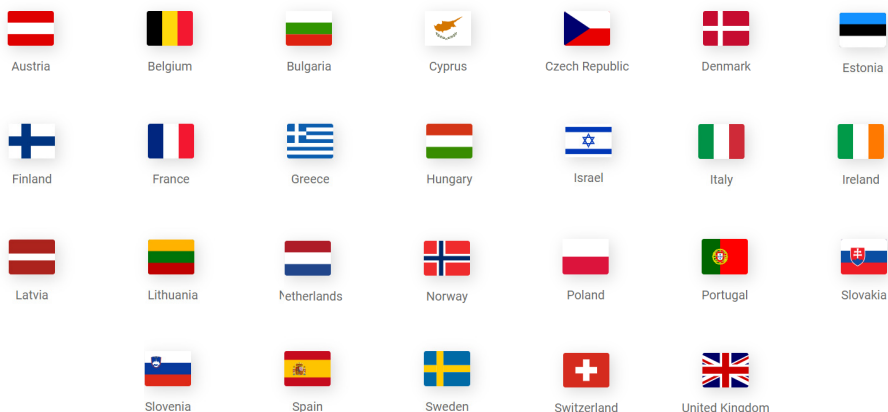 Austria
Belgium
Bulgaria
Cyprus
Czech Republic
Denmark
Estonia
Finland
France
Greece
Hungary
Israel
Italy
Ireland
Latvia
Lithuania
Netherlands
Norway
Poland
Portugal
Slovakia
Slovenia
Spain
Sweden
Switzerland
United Kingdom